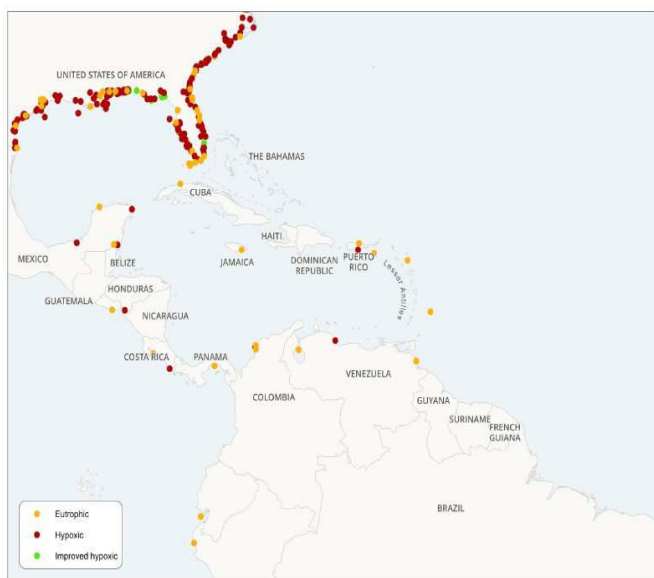 UNITED STATES OF AMERICA
THE BAHAMAS
CUBA
HAITI
DOMINICAN
REPUBLIC
PUERTO
RICO
JAMAICA
Lesser Antilles
MEXICO
BELIZE
GUATEMALA
HONDURAS
NICARAGUA
COSTA RICA
PANAMA
VENEZUELA
GUYANA
COLOMBIA
SURINAME
FRENCH
GUIANA
BRAZIL
Eutrophic
Hypoxic
Improved hypoxic